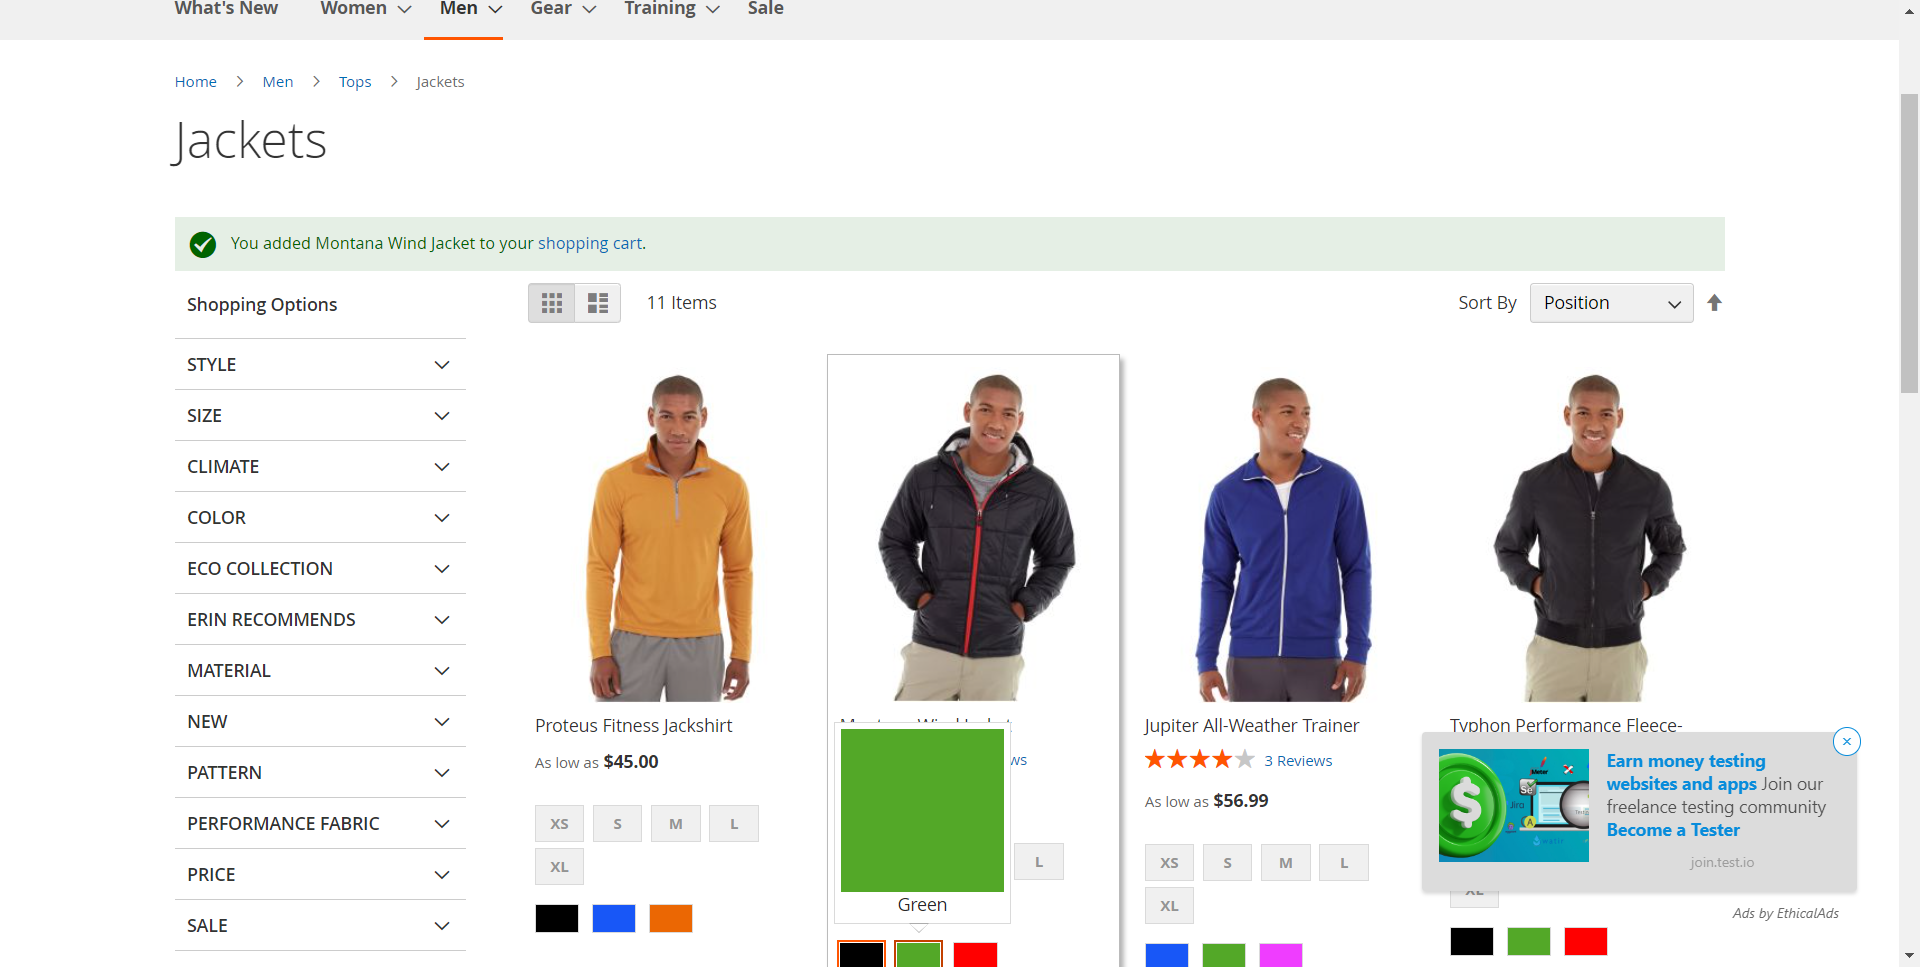 What's New Women Men Gear Training Sale
Home Men Tops Jackets
Jackets
You added Montana Wind Jacket to your shopping cart.
Shopping Options
11 Items
Sort By Position
STYLE
SIZE
CLIMATE
COLOR
ECO COLLECTION
ERIN RECOMMENDS
MATERIAL
NEW
PATTERN
PERFORMANCE FABRIC
PRICE
SALE
Proteus Fitness Jackshirt
As low as $45.00
XS S M L
XL
L
Green
Jupiter All-Weather Trainer
3 Reviews
As low as $56.99
XS S M L
XL
Typhon Performance Fleece-
Earn money testing
websites and apps Join our
freelance testing community
Become a Tester
join.test.io
Ads by EthicalAds